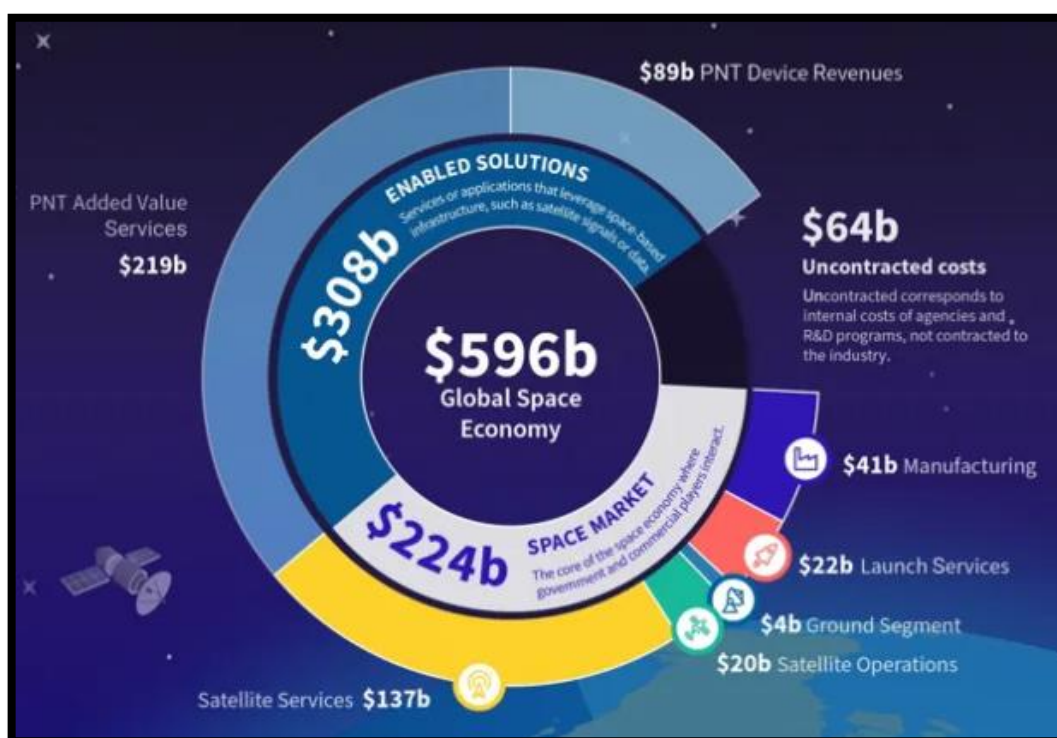 $89b PNT Device Revenues
PNT Added Value
Services
$219b
ENABLED SOLUTIONS
Services or applications that leverage space-based
infrastructure, such as satellite signals or data.
$308b
$64b
Uncontracted costs
Uncontracted corresponds to
internal costs of agencies and
R&D programs, not contracted to
the industry.
$596b
Global Space
Economy
$224b
SPACE MARKET
The core of the space economy where
government and commercial players interact.
$41b Manufacturing
$22b Launch Services
$4b Ground Segment
$20b Satellite Operations
Satellite Services $137b